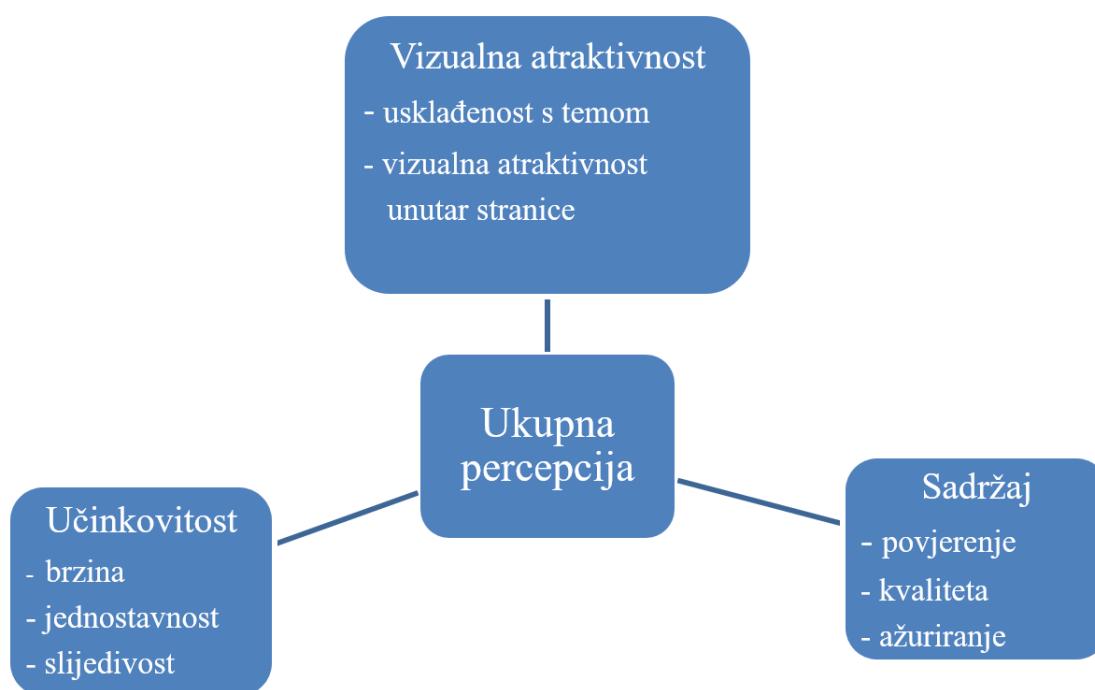 Vizualna atraktivnost
- usklađenost s temom
- vizualna atraktivnost
unutar stranice
Ukupna
percepcija
Učinkovitost
- brzina
- jednostavnost
- slijedivost
Sadržaj
- povjerenje
- kvaliteta
- ažuriranje